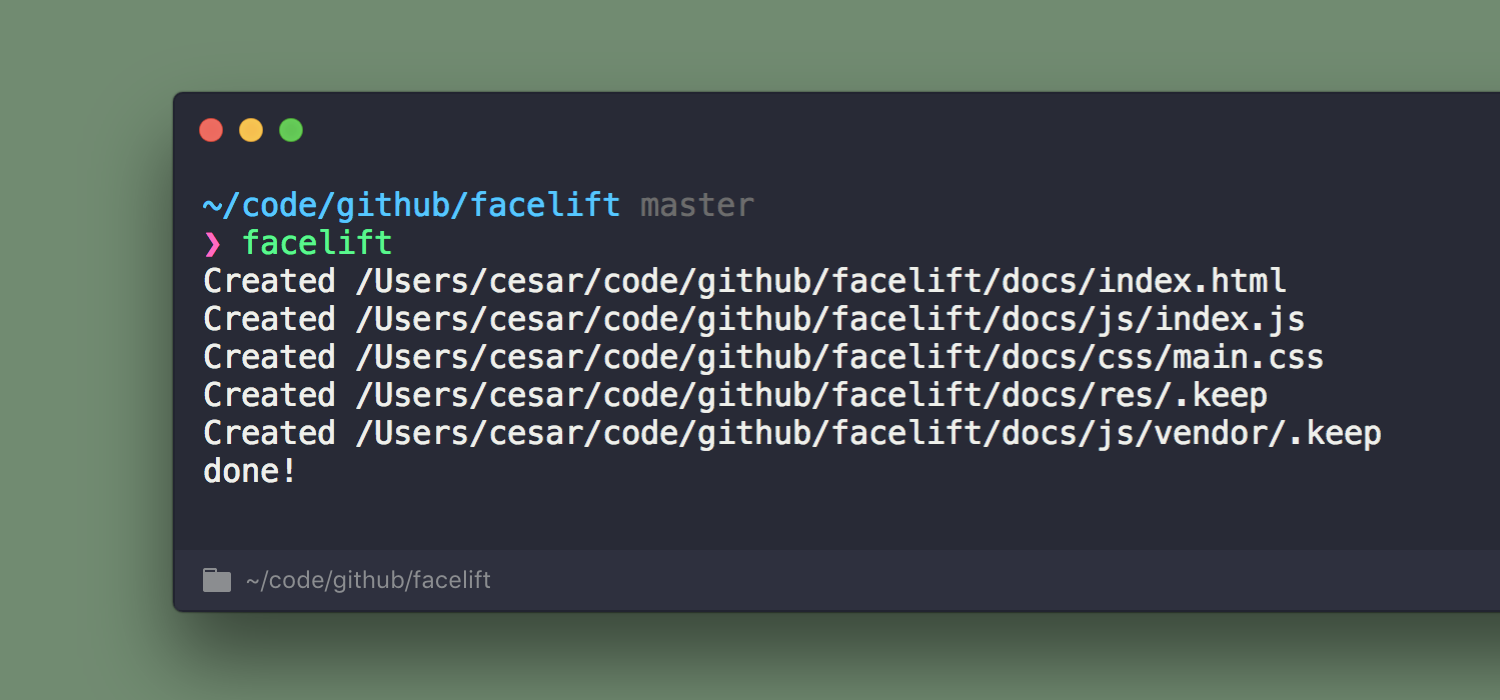 ~/code/github/facelift master
❯ facelift
Created /Users/cesar/code/github/facelift/docs/index.html
Created /Users/cesar/code/github/facelift/docs/js/index.js
Created /Users/cesar/code/github/facelift/docs/css/main.css
Created /Users/cesar/code/github/facelift/docs/res/.keep
Created /Users/cesar/code/github/facelift/docs/js/vendor/.keep
done!
~/code/github/facelift